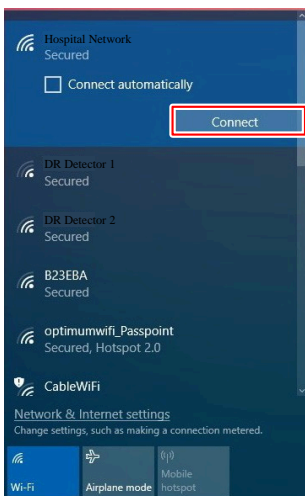 Hospital Network
Secured
Connect automatically
Connect
DR Detector 1
Secured
DR Detector 2
Secured
B23EBA
Secured
optimumwifi_Passpoint
Secured, Hotspot 2.0
CableWiFi
Network & Internet settings
Change settings, such as making a connection metered.
Wi-Fi
Airplane mode
Mobile
hotspot